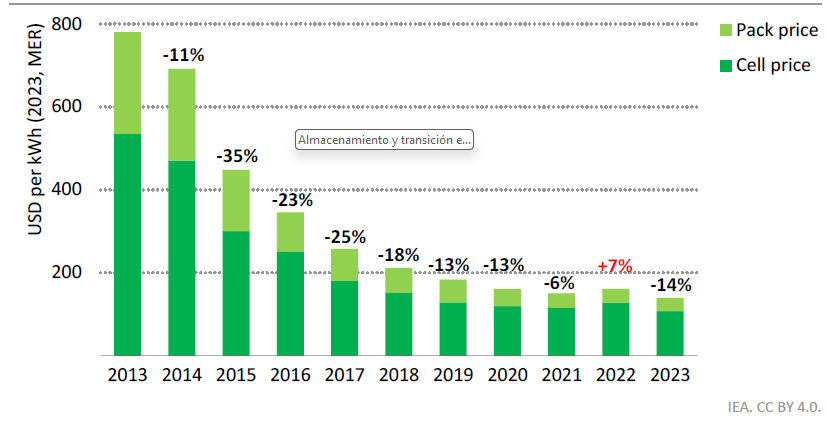 USD per kWh (2023, MER)
800
600
400
200
-11%
-35%
-23%
-25%
-18%
-13%
-13%
-6%
+7%
-14%
Almacenamiento y transición e...
Pack price
Cell price
2013 2014 2015 2016 2017 2018 2019 2020 2021 2022 2023
IEA. CC BY 4.0.